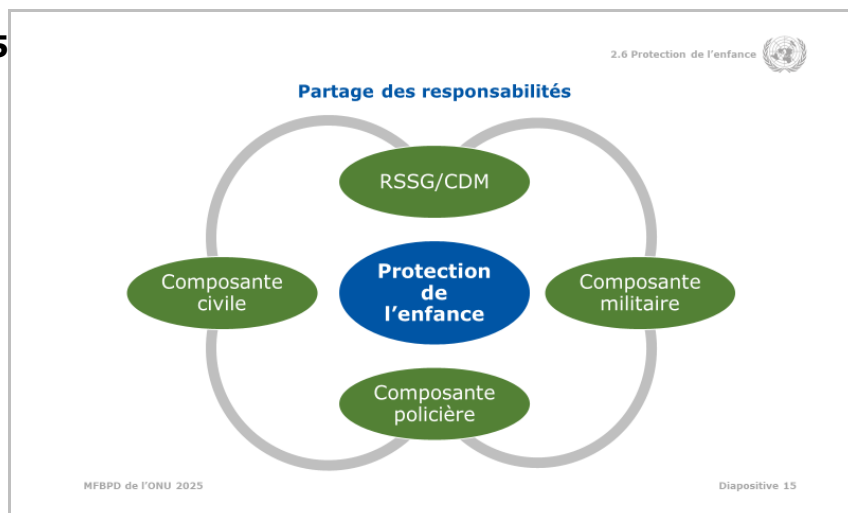 5
2.6 Protection de l’enfance
Partage des responsabilités
RSSG/CDM
Composante
civile
Protection
de
l’enfance
Composante
militaire
Composante
policière
MFBPD de l’ONU 2025
Diapositive 15